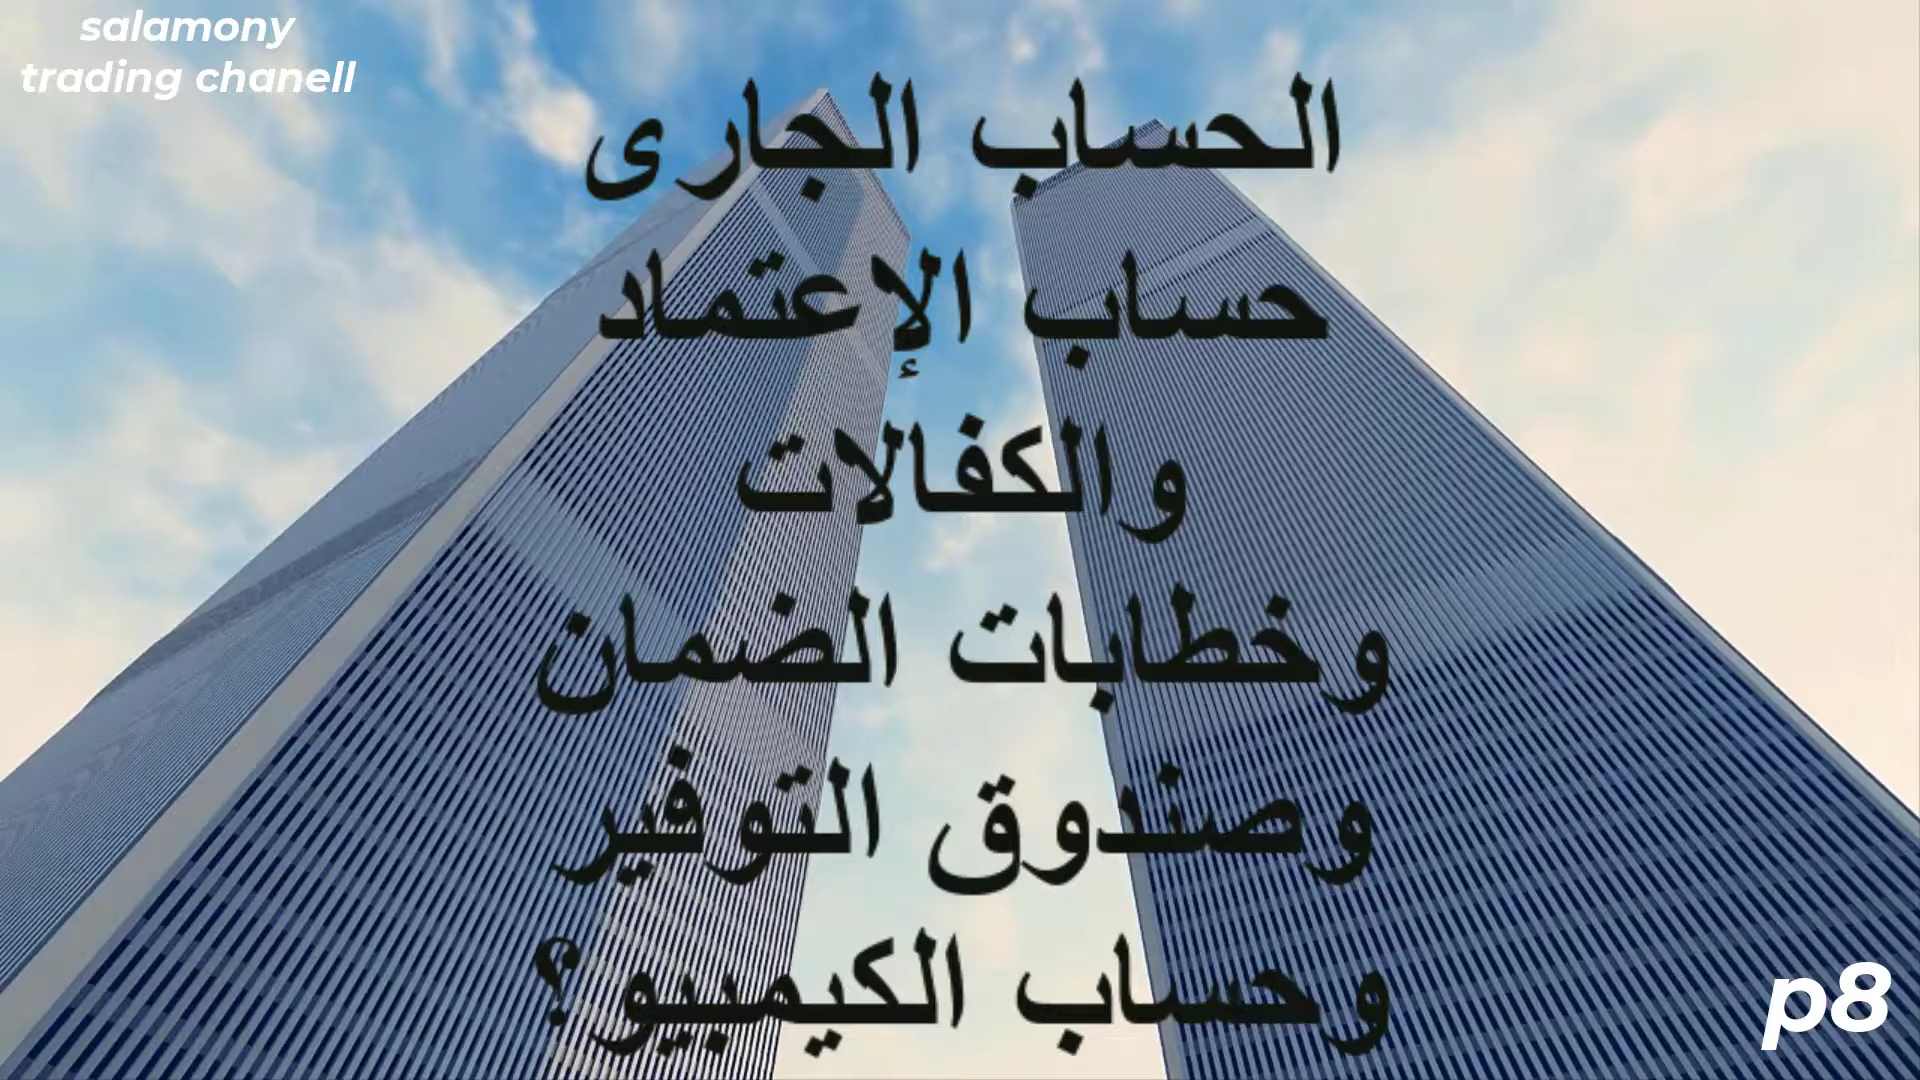 salamony
trading chanell
الحساب الجارى
حساب الإعتماد
والكفالات
وخطابات الضمان
وصندوق التوفير
وحساب الكيمبيو؟
p8